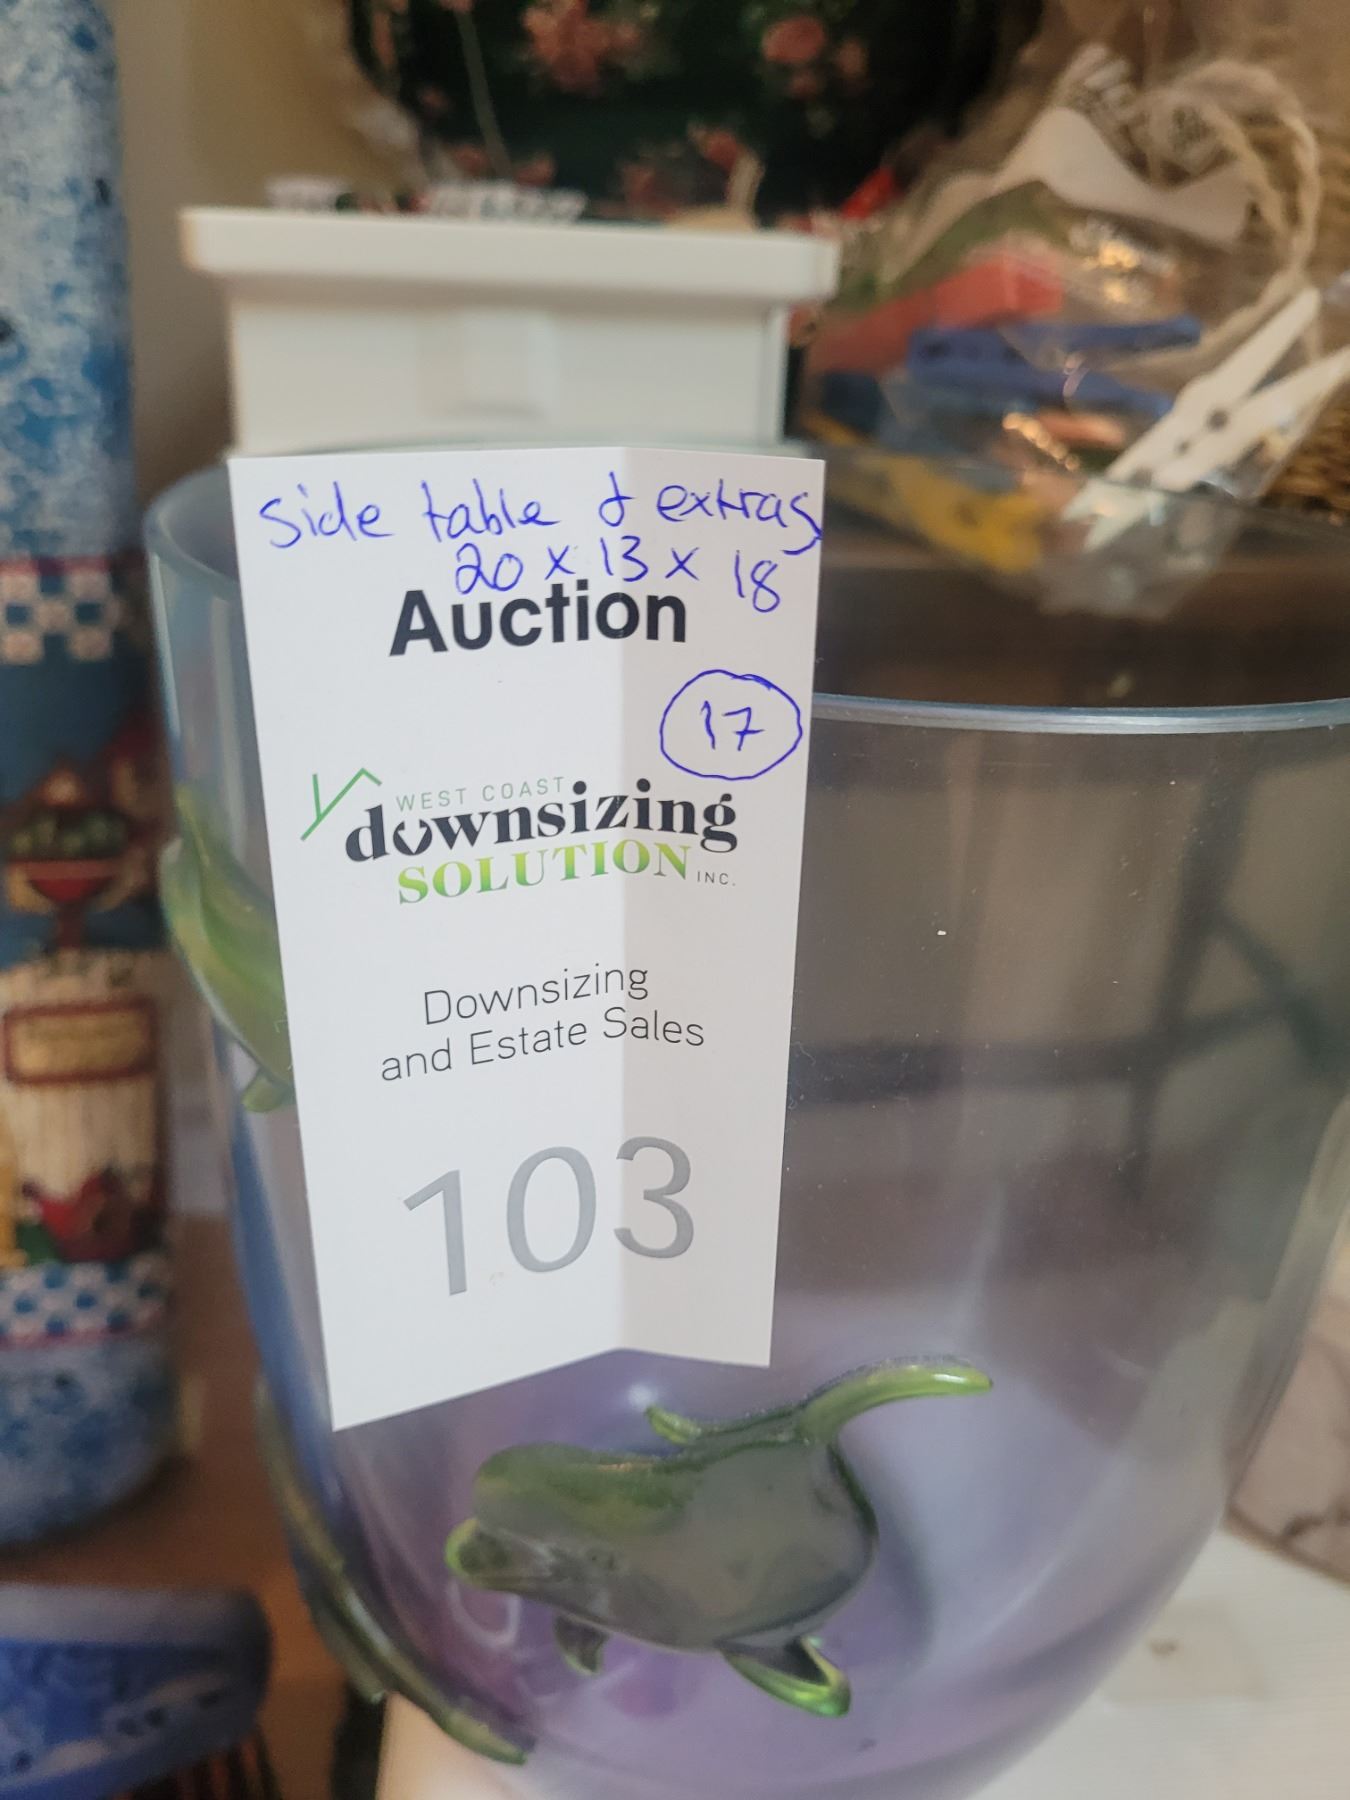 Side table & extras
20 x 13 x 18
Auction
17
WEST COAST
downsizing
SOLUTION INC.
Downsizing
and Estate Sales
103